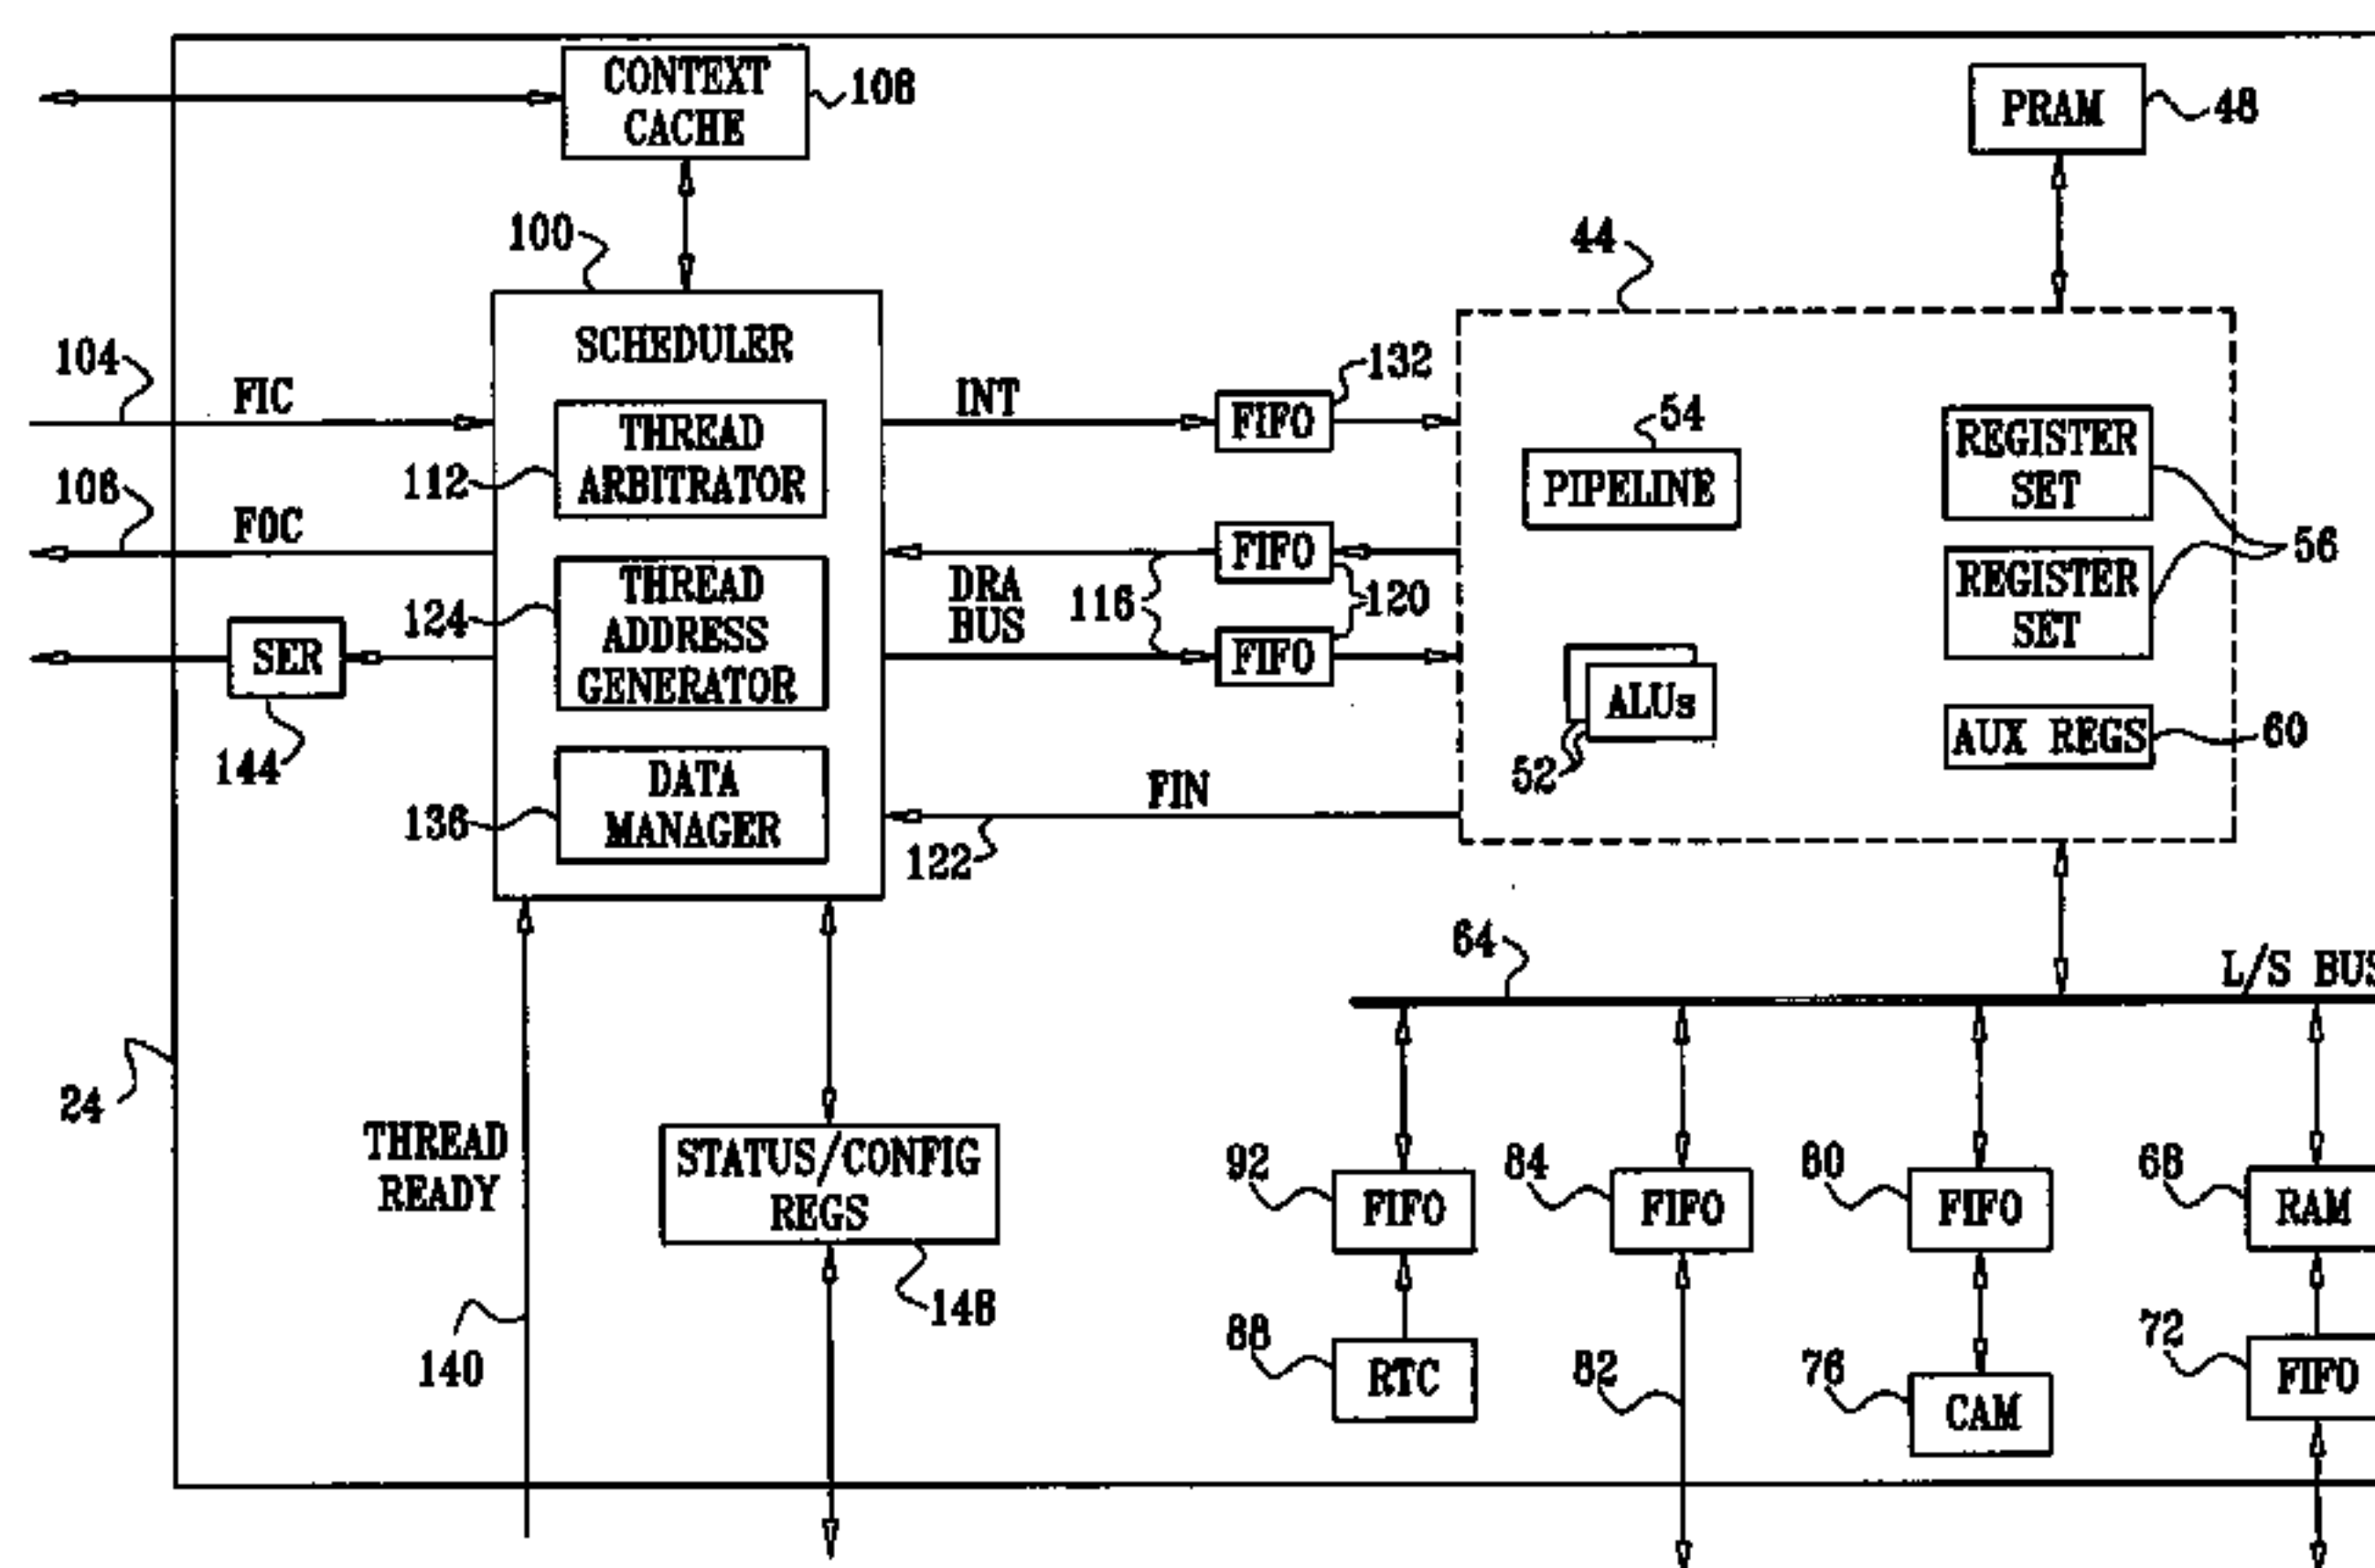 CONTEXT
CACHE
108
PRAM
48
100
44
SCHEDULER
104
FIC
INT
132
FIFO
THREAD
ARBITRATOR
112
54
PIPELINE
REGISTER
SET
106
FOC
FIFO
56
DRA
BUS
116
120
THREAD
ADDRESS
GENERATOR
124
REGISTER
SET
SER
144
FIFO
ALUs
52
AUX REGS
60
DATA
MANAGER
136
FIN
122
64
L/S BUS
24
THREAD
READY
STATUS/CONFIG
REGS
148
140
92
FIFO
84
FIFO
80
FIFO
68
RAM
88
RTC
82
76
CAM
72
FIFO